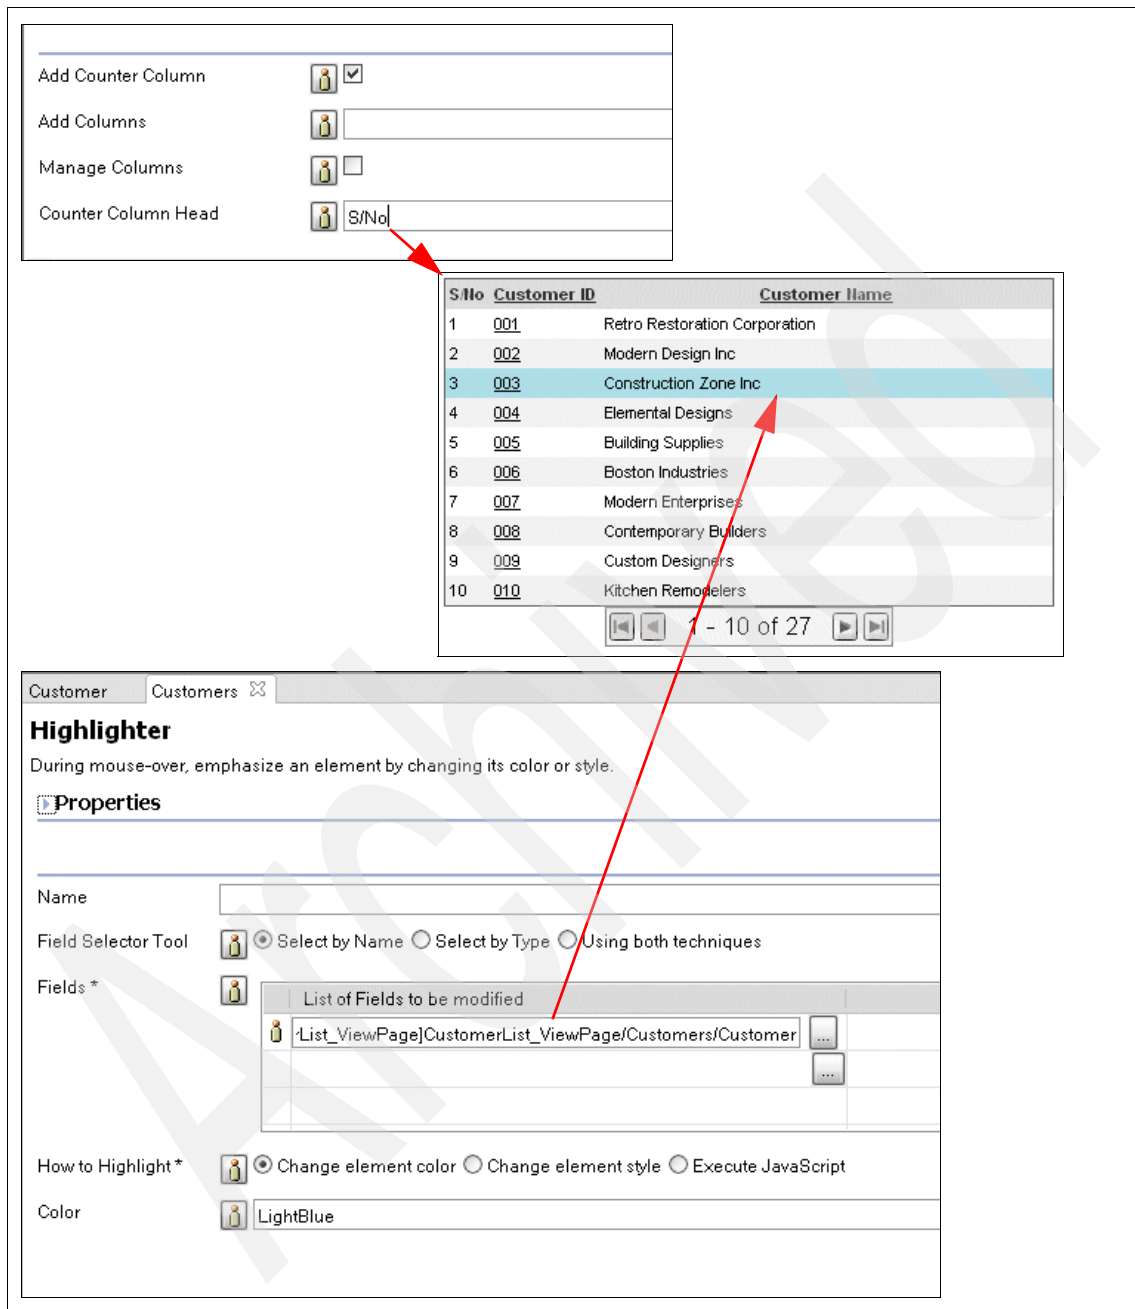 Add Counter Column
Add Columns
Manage Columns
Counter Column Head S/No
S/No Customer ID Customer Name
1 001 Retro Restoration Corporation
2 002 Modern Design Inc
3 003 Construction Zone Inc
4 004 Elemental Designs
5 005 Building Supplies
6 006 Boston Industries
7 007 Modern Enterprises
8 008 Contemporary Builders
9 009 Custom Designers
10 010 Kitchen Remodelers
1 - 10 of 27
Customer Customers
Highlighter
During mouse-over, emphasize an element by changing its color or style.
Properties
Name
Field Selector Tool Select by Name Select by Type Using both techniques
Fields *
List of Fields to be modified
List_ViewPage]CustomerList_ViewPage/Customers/Customer ...
...
How to Highlight * Change element color Change element style Execute JavaScript
Color LightBlue
Archived